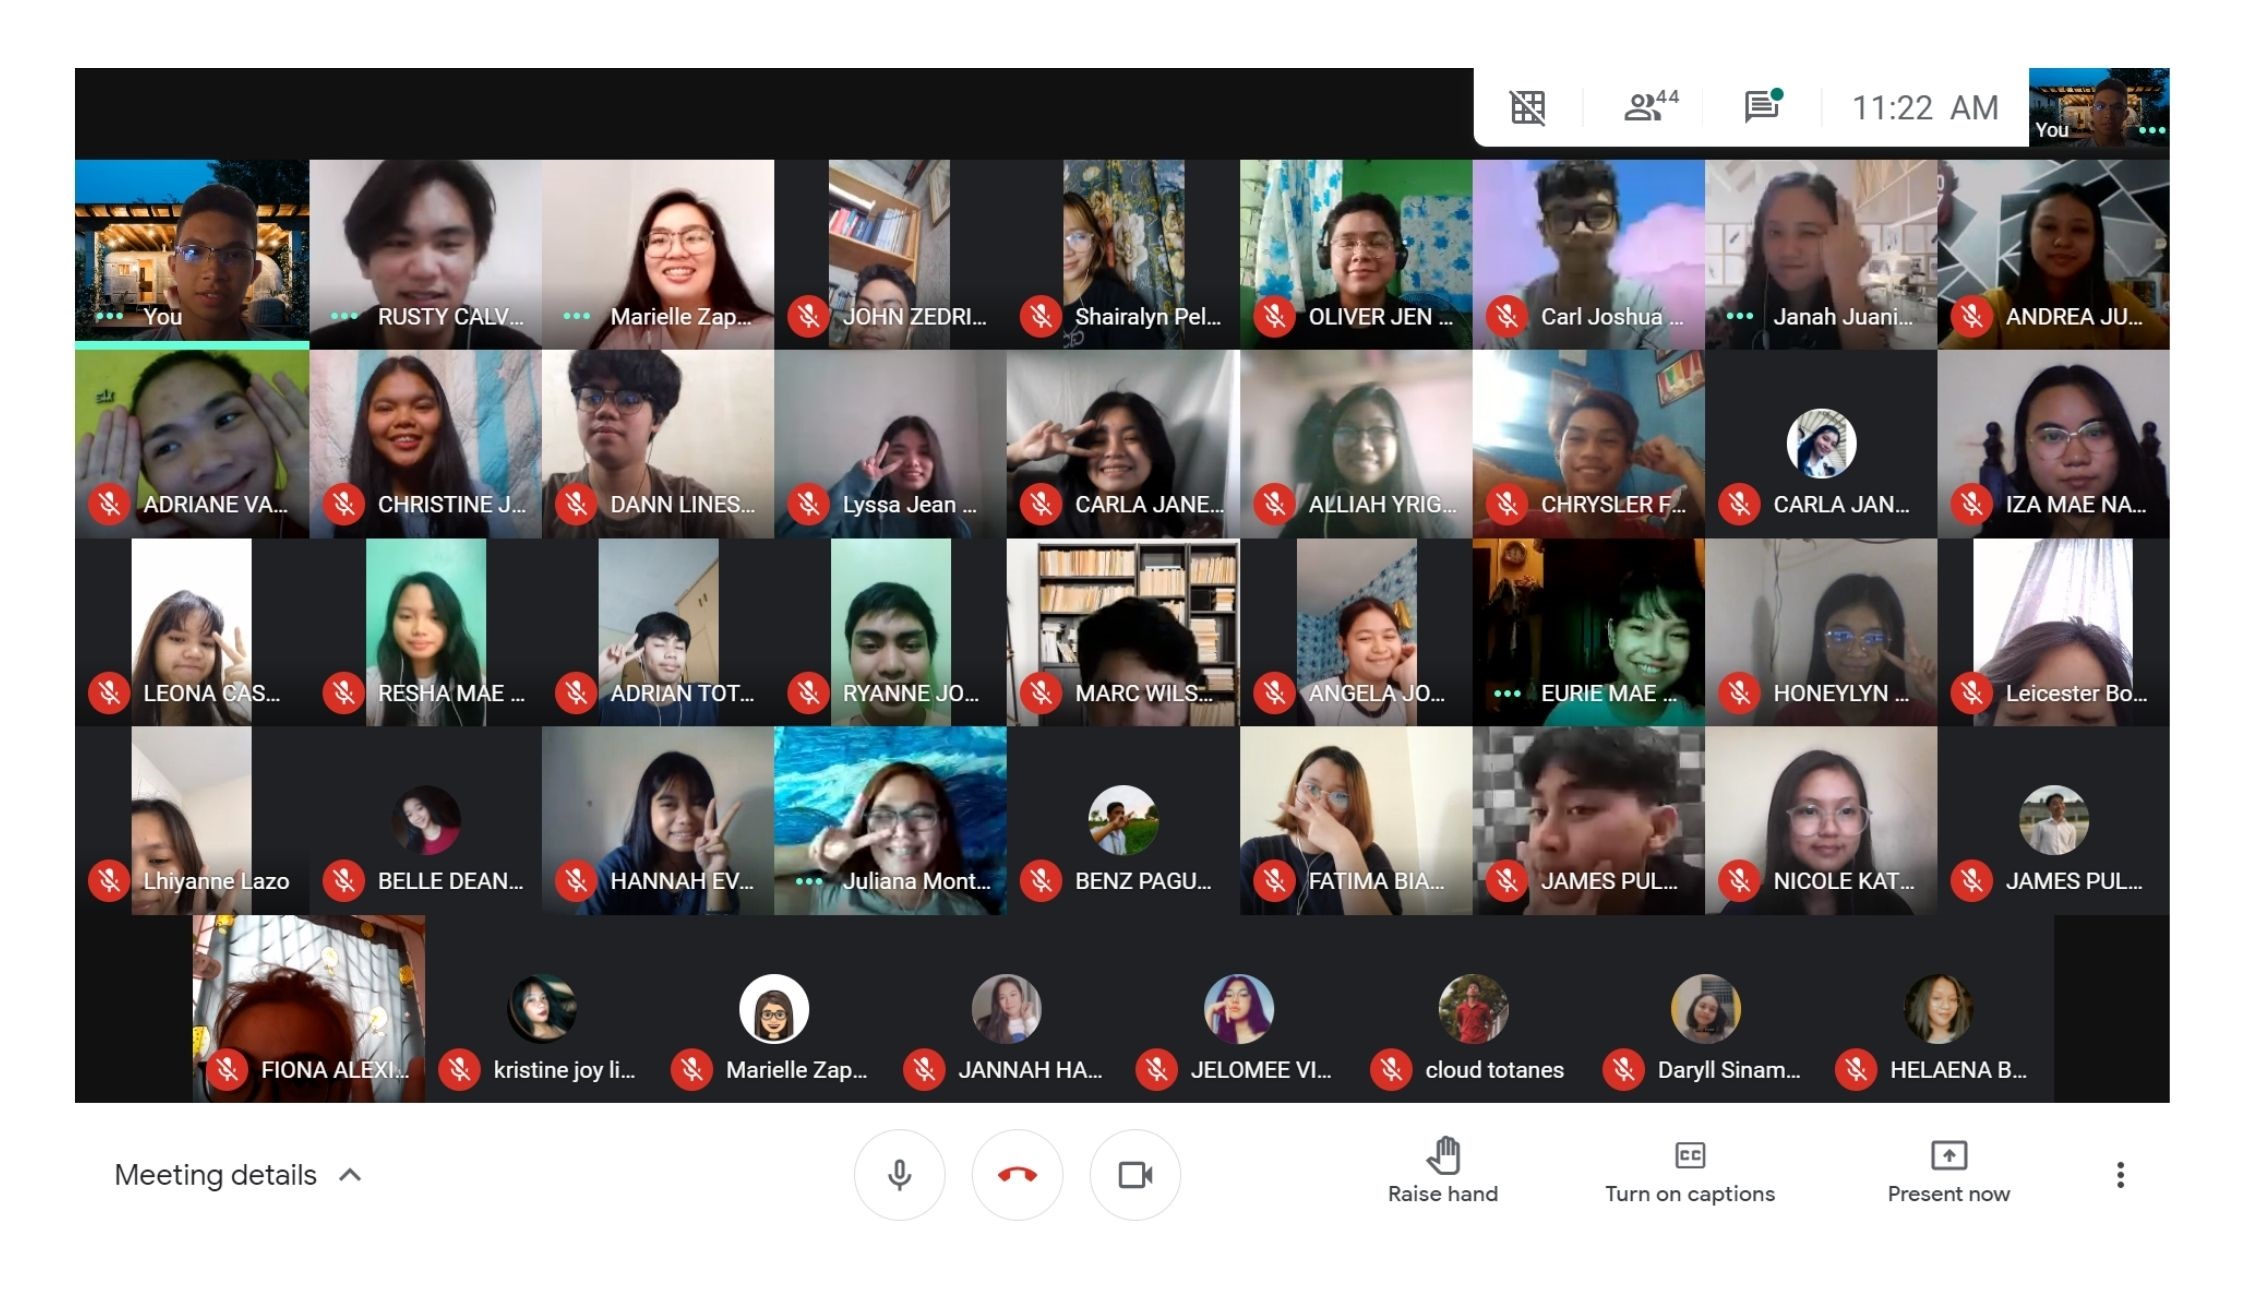 44
11:22 AM
You
You
RUSTY CALV...
Marielle Zap...
JOHN ZEDRI...
Shairalyn Pel...
OLIVER JEN ...
Carl Joshua ...
Janah Juani...
ANDREA JU...
ADRIANE VA...
CHRISTINE J...
DANN LINES...
Lyssa Jean ...
CARLA JANE...
ALLIAH YRIG...
CHRYSLER F...
CARLA JAN...
IZA MAE NA...
LEONA CAS...
RESHA MAE ...
ADRIAN TOT...
RYANNE JO...
MARC WILS...
ANGELA JO...
EURIE MAE ...
HONEYLYN ...
Leicester Bo...
Lhiyanne Lazo
BELLE DEAN...
HANNAH EV...
Juliana Mont...
BENZ PAGU...
FATIMA BIA...
JAMES PUL...
NICOLE KAT...
JAMES PUL...
FIONA ALEXI...
kristine joy li...
Marielle Zap...
JANNAH HA...
JELOMEE VI...
cloud totanes
Daryll Sinam...
HELAENA B...
Meeting details
Raise hand
CC
Turn on captions
Present now